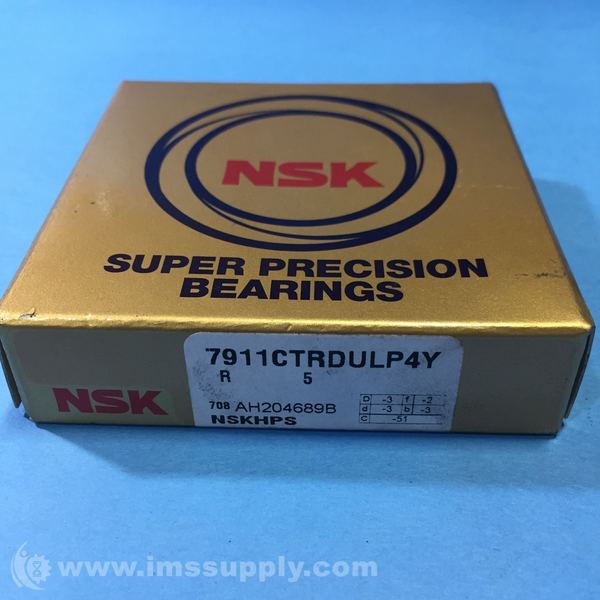 NSK
SUPER PRECISION
BEARINGS
NSK
7911CTRDULP4Y
R 5
708 AH204689B
NSKHPS
D -3 f -2
d -3 b -3
C -51
www.imssupply.com